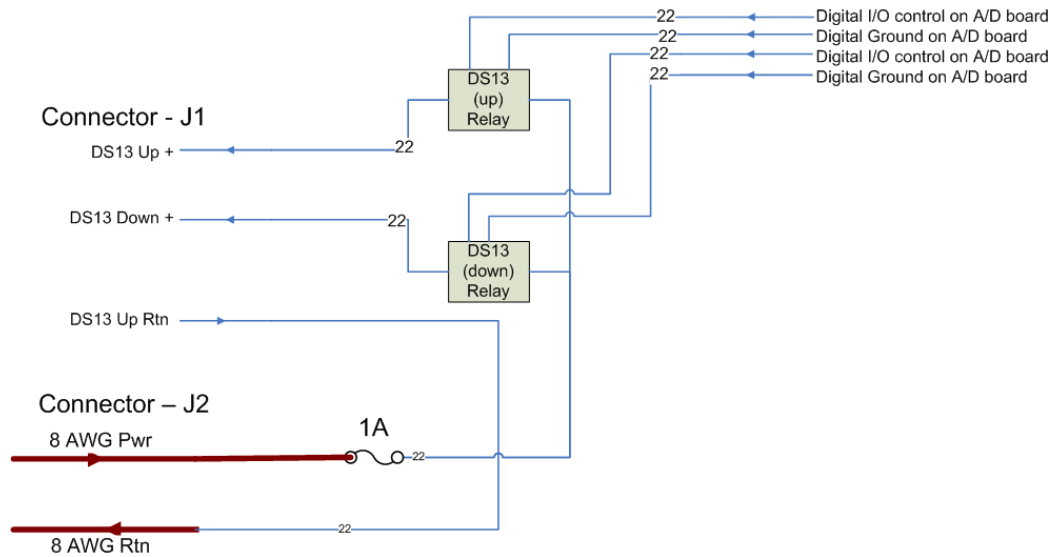 22 Digital I/O control on A/D board
22 Digital Ground on A/D board
22 Digital I/O control on A/D board
22 Digital Ground on A/D board
DS13
(up)
Relay
Connector - J1
22
DS13 Up +
DS13 Down +
22
DS13
(down)
Relay
DS13 Up Rtn
Connector – J2
8 AWG Pwr
1A
22
22
8 AWG Rtn